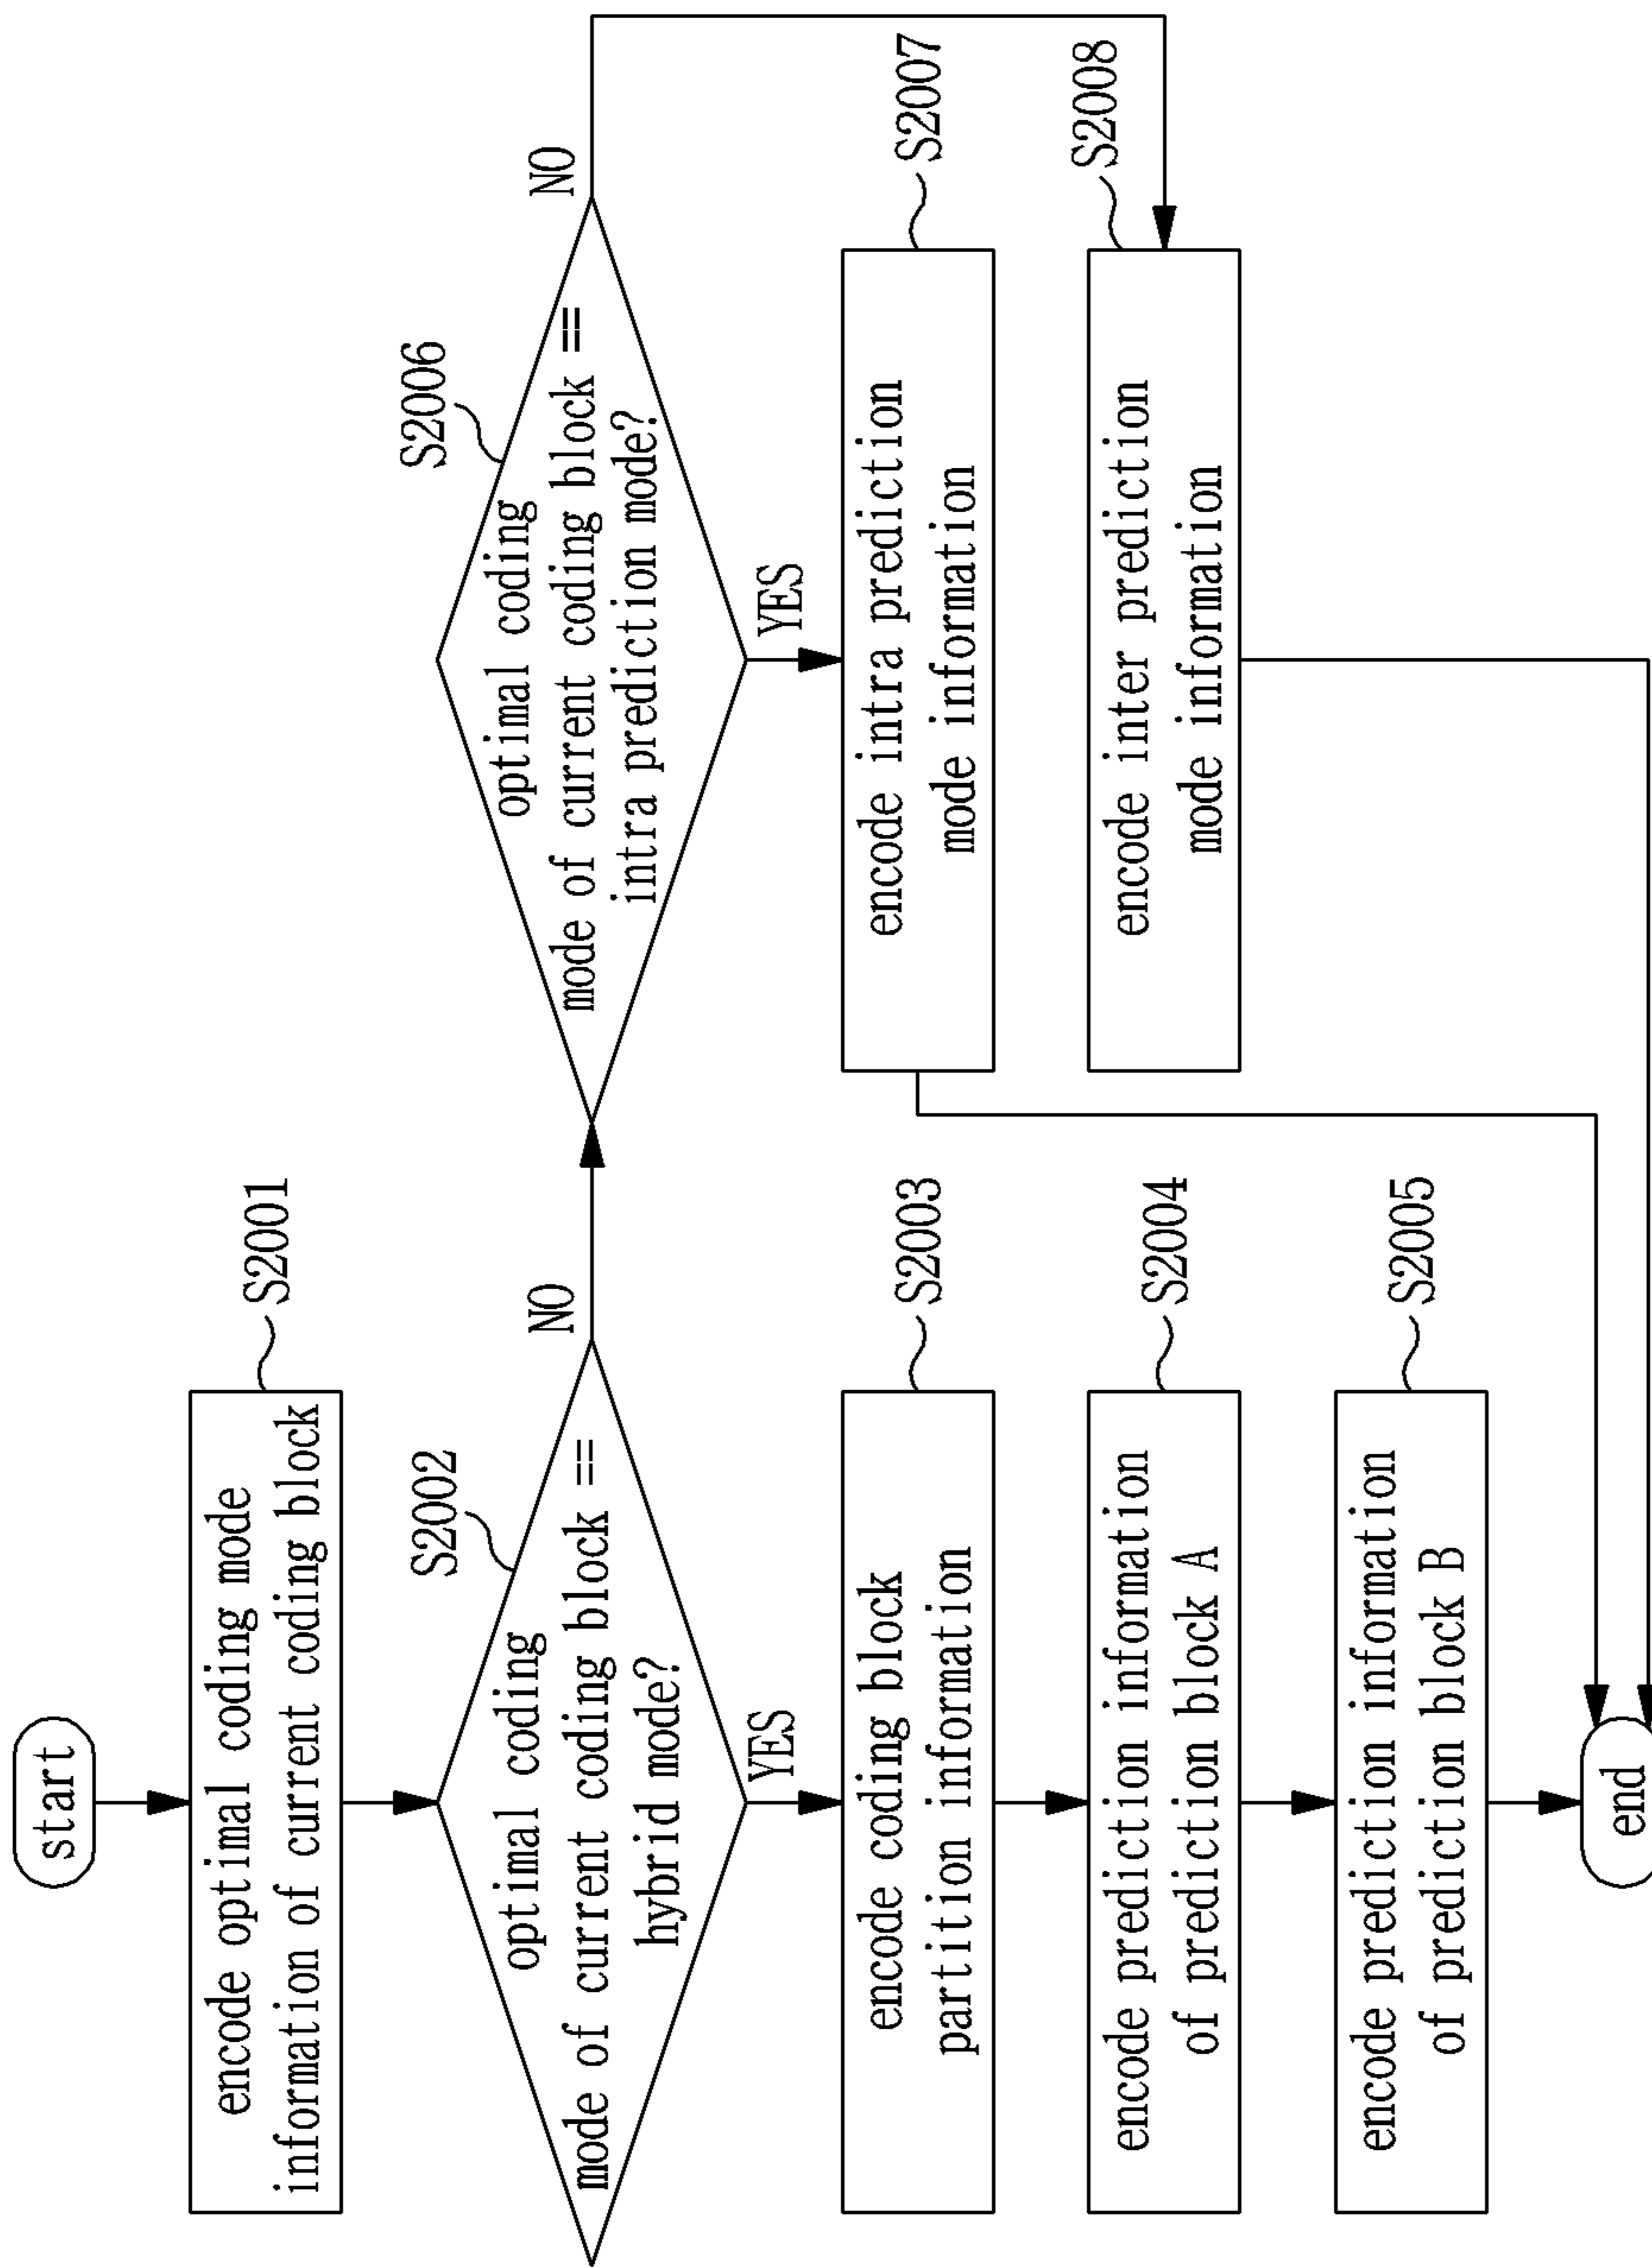 start
encode optimal coding mode
information of current coding block
S2001
optimal coding
mode of current coding block ==
hybrid mode?
S2002
NO
YES
encode coding block
partition information
S2003
encode prediction information
of prediction block A
S2004
encode prediction information
of prediction block B
S2005
end
optimal coding
mode of current coding block ==
intra prediction mode?
S2006
NO
YES
encode intra prediction
mode information
S2007
encode inter prediction
mode information
S2008